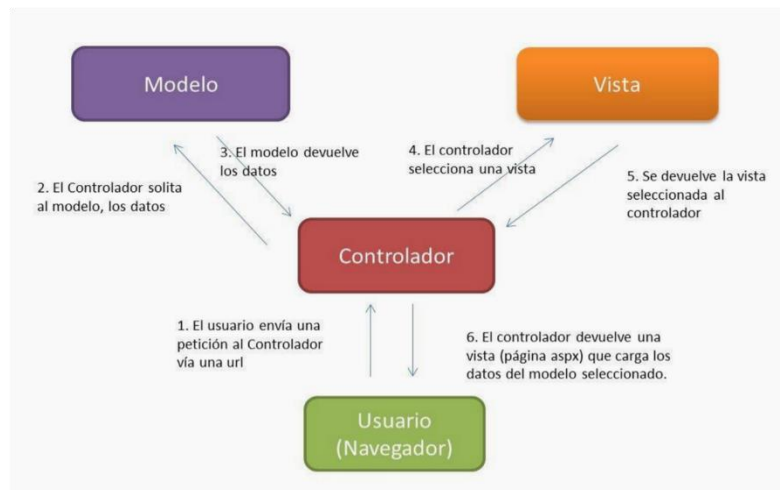 Modelo
Vista
3. El modelo devuelve
los datos
4. El controlador
selecciona una vista
2. El Controlador solita
al modelo, los datos
5. Se devuelve la vista
seleccionada al
controlador
Controlador
1. El usuario envía una
petición al Controlador
vía una url
6. El controlador devuelve una
vista (página aspx) que carga los
datos del modelo seleccionado.
Usuario
(Navegador)